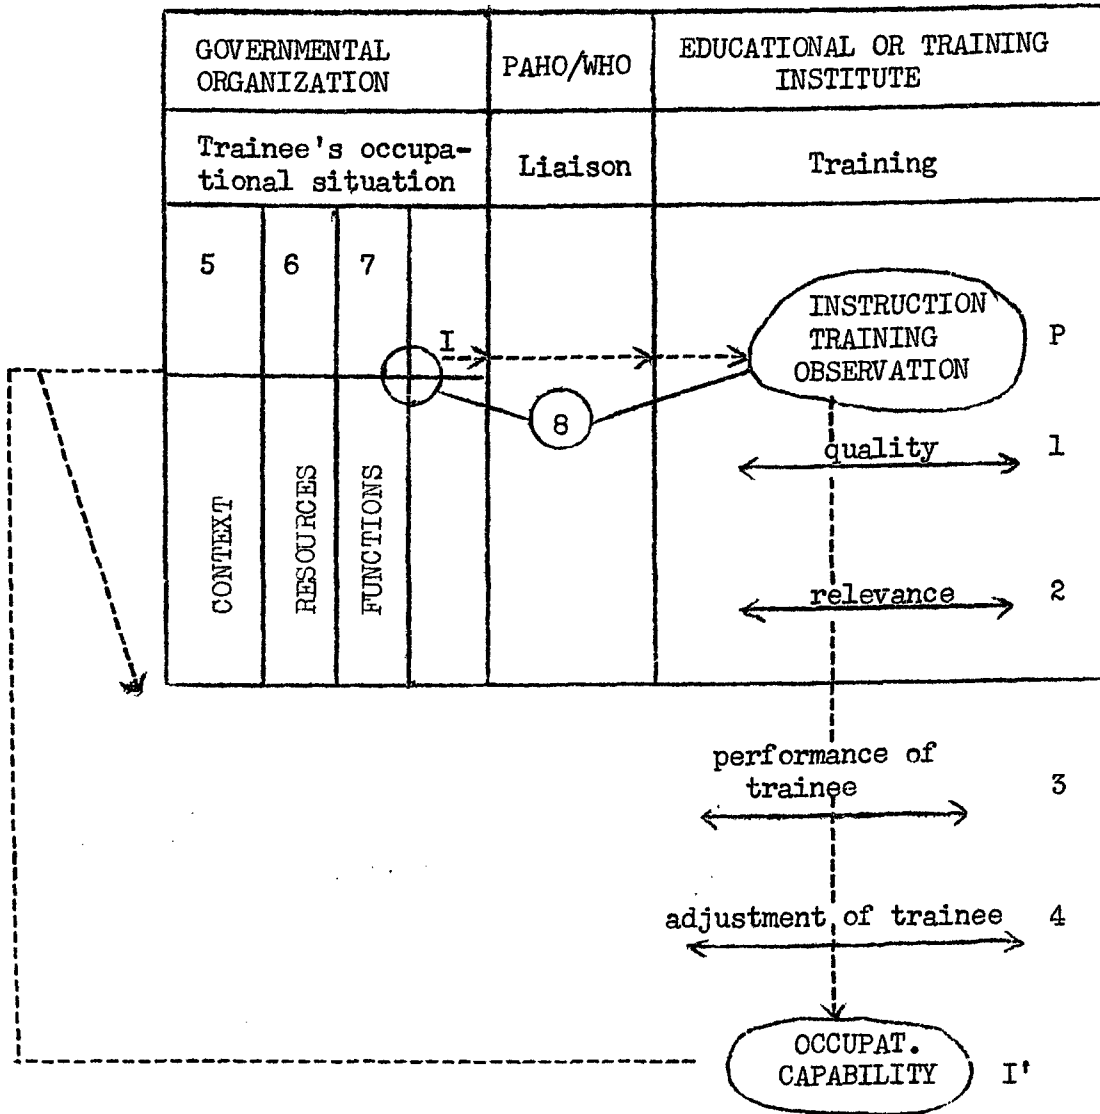 GOVERNMENTAL
ORGANIZATION
PAHO/WHO
EDUCATIONAL OR TRAINING
INSTITUTE
Trainee's occupa-
tional situation
Liaison
Training
5
6
7
I
INSTRUCTION
TRAINING
OBSERVATION
P
8
quality
1
CONTEXT
RESOURCES
FUNCTIONS
relevance
2
performance of
trainee
3
adjustment of trainee
4
OCCUPAT.
CAPABILITY
I'